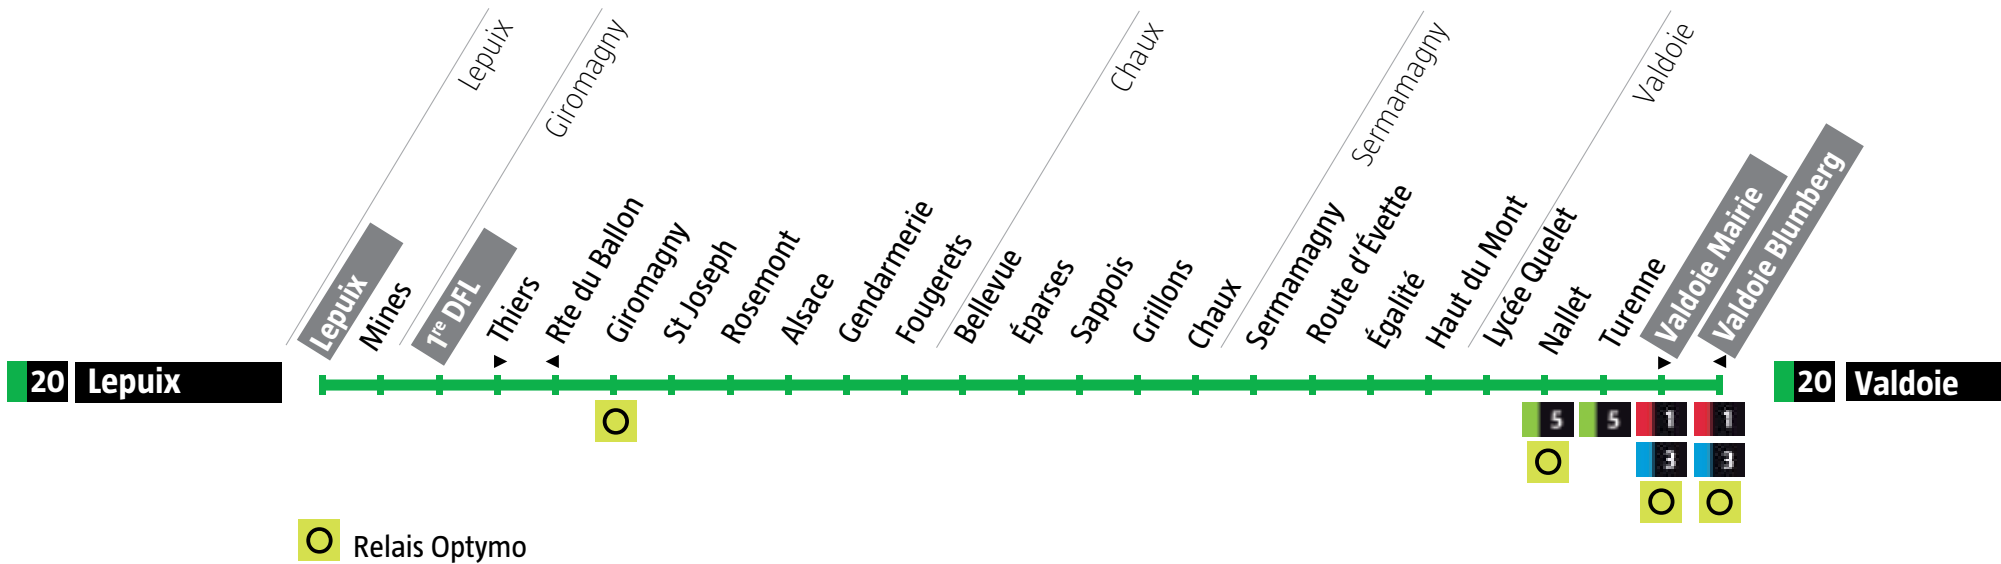 Lepuix
Giromagny
Chaux
Sermamagny
Valdoie
Lepuix
Mines
1re DFL
Thiers
Rte du Ballon
Giromagny
St Joseph
Rosemont
Alsace
Gendarmerie
Fougerets
Bellevue
Éparses
Sappois
Grillons
Chaux
Sermamagny
Route d'Évette
Égalité
Haut du Mont
Lycée Quelet
Nallet
Turenne
Valdoie Mairie
Valdoie Blumberg
20 Lepuix
20 Valdoie
5 5 1 1
3 3
Relais Optymo